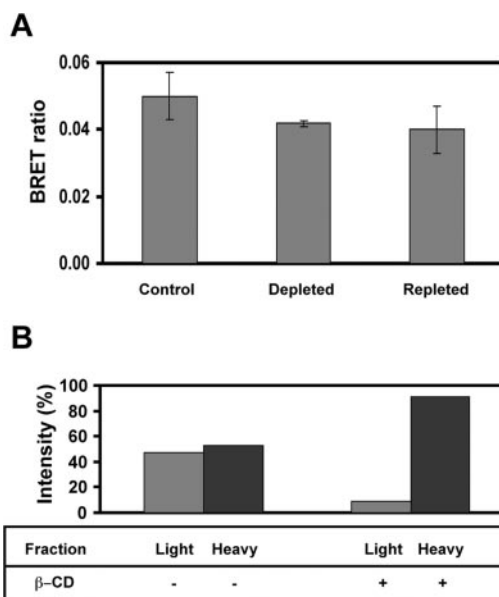 A
0.06
0.04
0.02
0.00
BRET ratio
Control Depleted Repleted
B
100
80
60
40
20
0
Intensity (%)
Fraction Light Heavy Light Heavy
β–CD - - + +